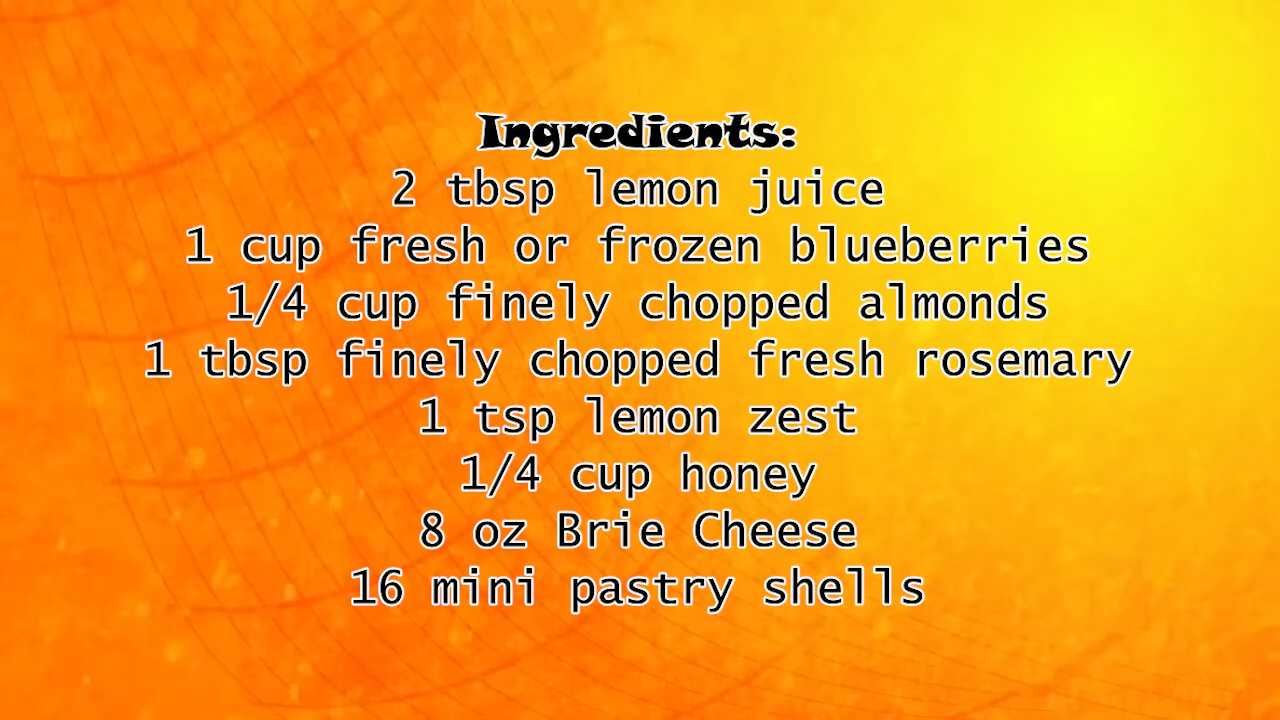 Ingredients:
2 tbsp lemon juice
1 cup fresh or frozen blueberries
1/4 cup finely chopped almonds
1 tbsp finely chopped fresh rosemary
1 tsp lemon zest
1/4 cup honey
8 oz Brie Cheese
16 mini pastry shells